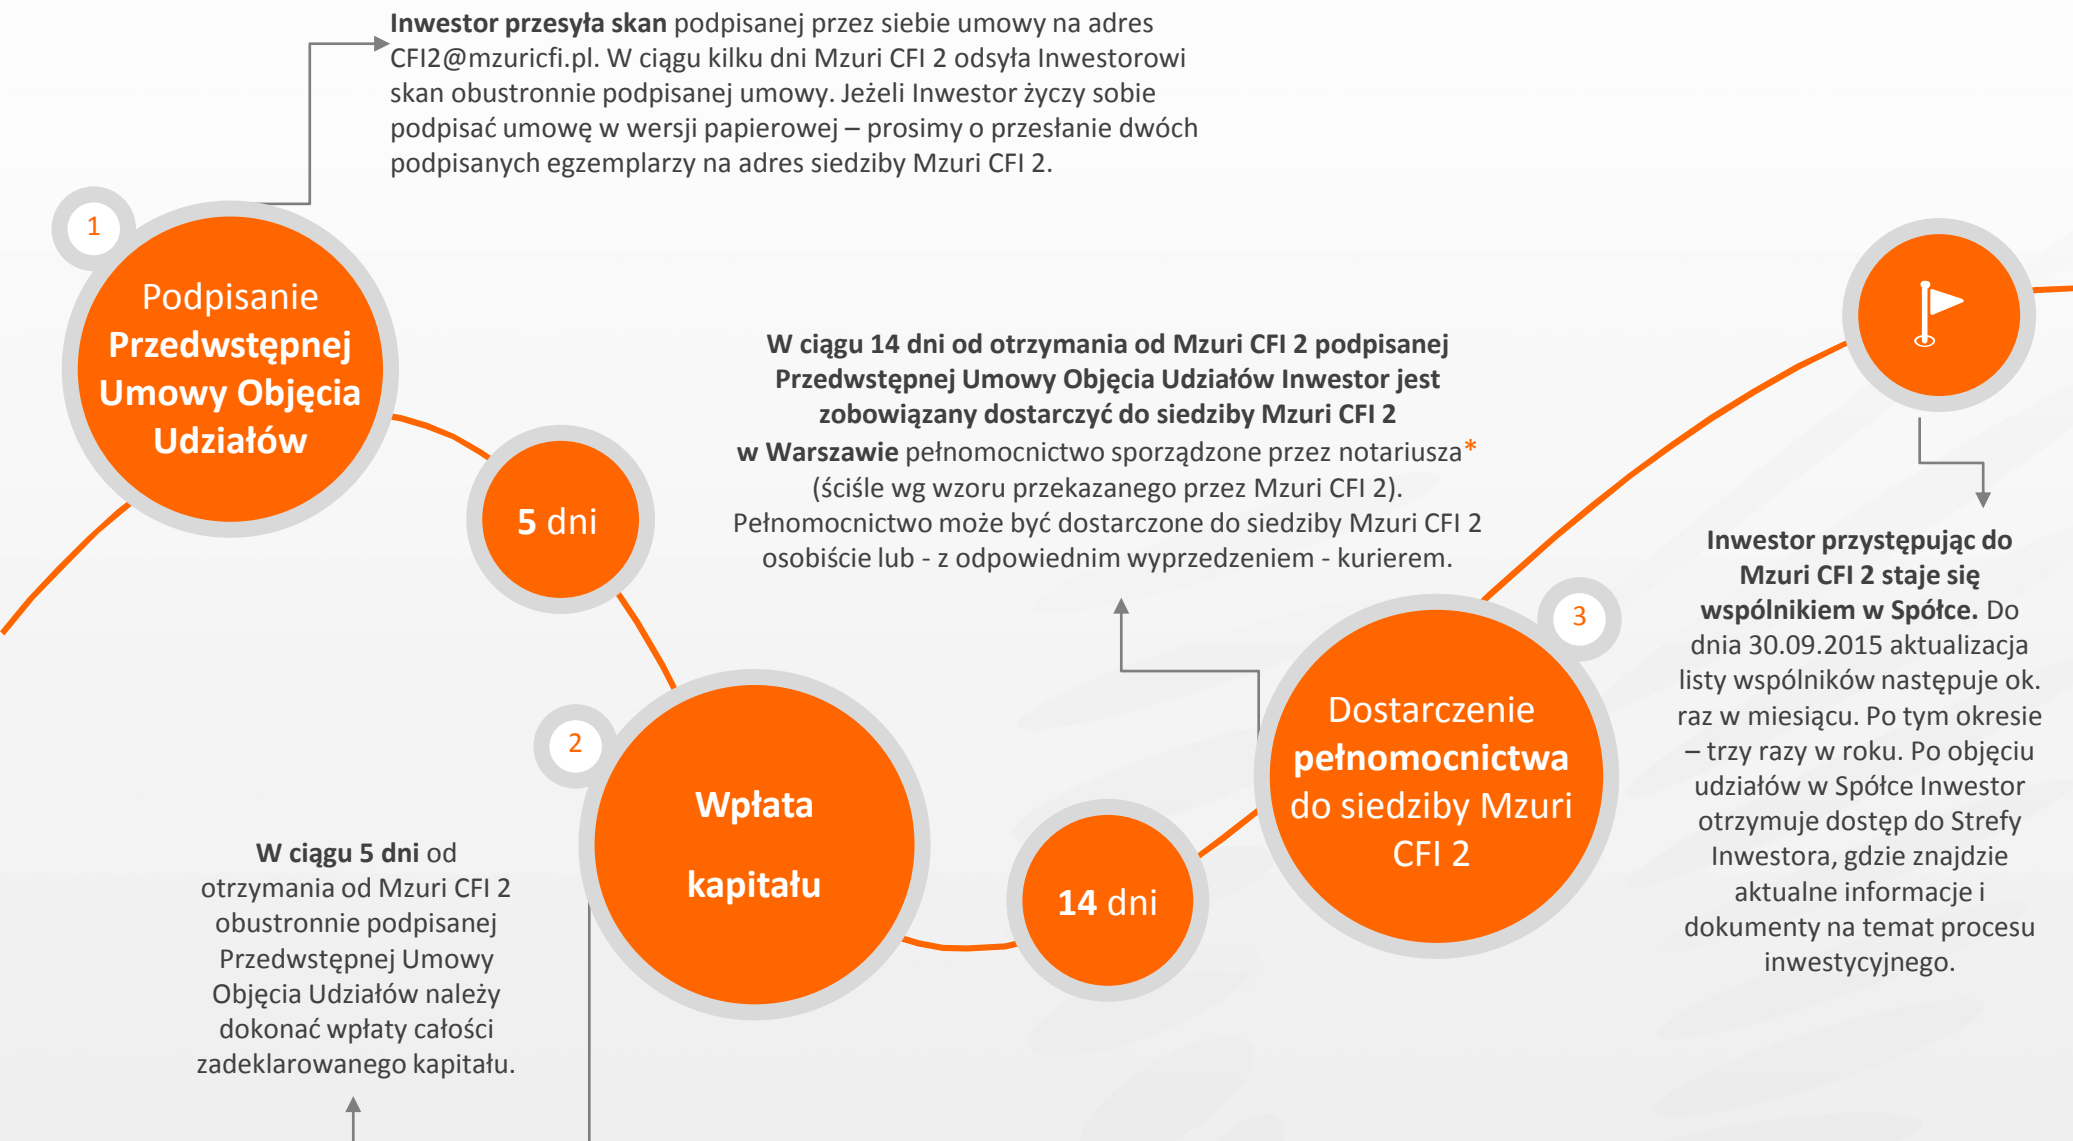 Inwestor przesyła skan podpisanej przez siebie umowy na adres
CFI2@mzuricfi.pl. W ciągu kilku dni Mzuri CFI 2 odsyła Inwestorowi
skan obustronnie podpisanej umowy. Jeżeli Inwestor życzy sobie
podpisać umowę w wersji papierowej – prosimy o przesłanie dwóch
podpisanych egzemplarzy na adres siedziby Mzuri CFI 2.
1
Podpisanie
Przedwstępnej
Umowy Objęcia
Udziałów
5 dni
2
Wpłata
kapitału
W ciągu 5 dni od
otrzymania od Mzuri CFI 2
obustronnie podpisanej
Przedwstępnej Umowy
Objęcia Udziałów należy
dokonać wpłaty całości
zadeklarowanego kapitału.
14 dni
W ciągu 14 dni od otrzymania od Mzuri CFI 2 podpisanej
Przedwstępnej Umowy Objęcia Udziałów Inwestor jest
zobowiązany dostarczyć do siedziby Mzuri CFI 2
w Warszawie pełnomocnictwo sporządzone przez notariusza*
(ściśle wg wzoru przekazanego przez Mzuri CFI 2).
Pełnomocnictwo może być dostarczone do siedziby Mzuri CFI 2
osobiście lub - z odpowiednim wyprzedzeniem - kurierem.
3
Dostarczenie
pełnomocnictwa
do siedziby Mzuri
CFI 2
Inwestor przystępując do
Mzuri CFI 2 staje się
wspólnikiem w Spółce. Do
dnia 30.09.2015 aktualizacja
listy wspólników następuje ok.
raz w miesiącu. Po tym okresie
– trzy razy w roku. Po objęciu
udziałów w Spółce Inwestor
otrzymuje dostęp do Strefy
Inwestora, gdzie znajdzie
aktualne informacje i
dokumenty na temat procesu
inwestycyjnego.